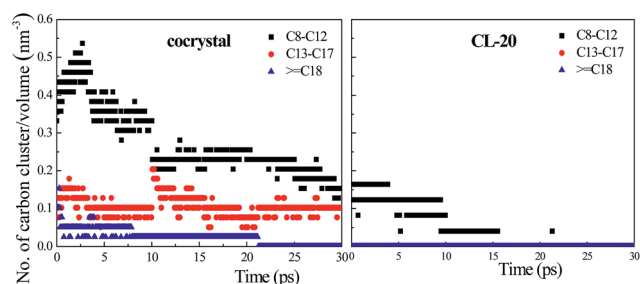 No. of carbon cluster/volume (nm⁻³)
cocrystal
C8-C12
C13-C17
>=C18
0.6
0.5
0.4
0.3
0.2
0.1
0.0
0 5 10 15 20 25 30
Time (ps)
CL-20
C8-C12
C13-C17
>=C18
5 10 15 20 25 30
Time (ps)